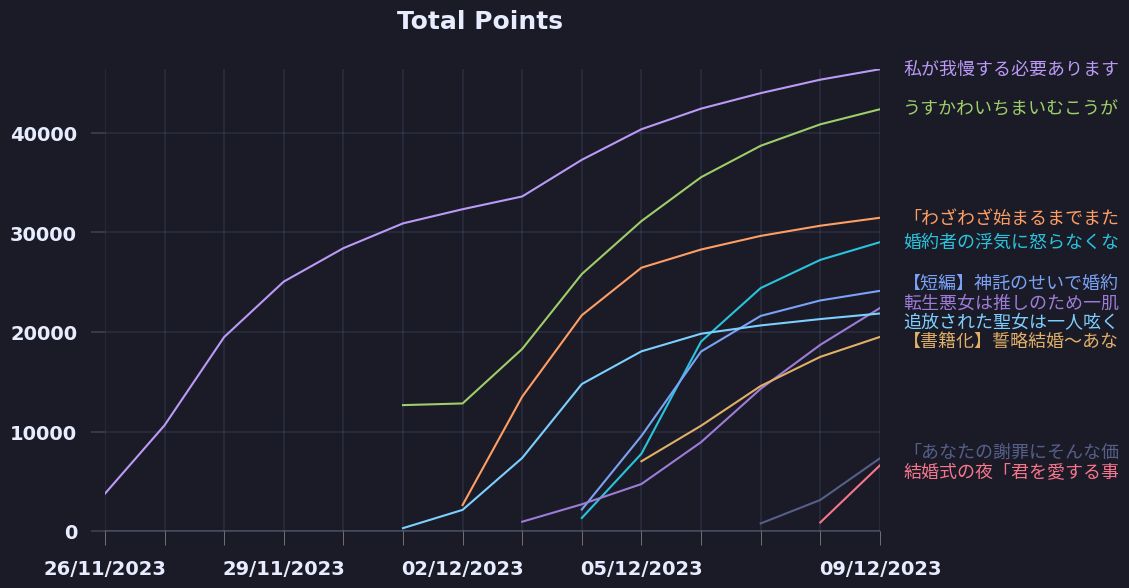 Total Points
私が我慢する必要あります
うすかわいちまいむこうが
40000
30000
「わざわざ始まるまでまた
婚約者の浮気に怒らなくな
【短編】神託のせいで婚約
転生悪女は推しのため一肌
追放された聖女は一人呟く
20000
【書籍化】誓略結婚〜あな
10000
「あなたの謝罪にそんな価
結婚式の夜「君を愛する事
0
26/11/2023
29/11/2023
02/12/2023
05/12/2023
09/12/2023